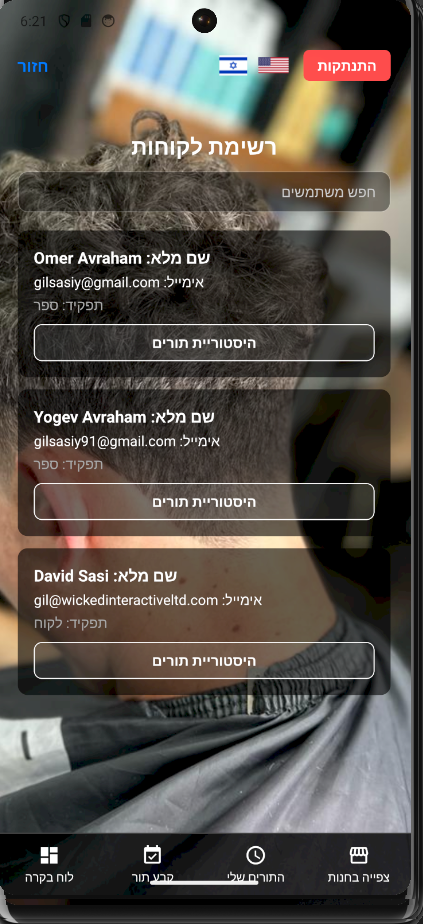 6:21
חזור
התנתקות
רשימת לקוחות
חפש משתמשים
שם מלא: Omer Avraham
אימייל: gilsasiy@gmail.com
תפקיד: ספר
היסטוריית תורים
שם מלא: Yogev Avraham
אימייל: gilsasiy91@gmail.com
תפקיד: ספר
היסטוריית תורים
שם מלא: David Sasi
אימייל: gil@wickedinteractiveltd.com
תפקיד: לקוח
היסטוריית תורים
צפייה בחנות
התורים שלי
קבע תור
לוח בקרה